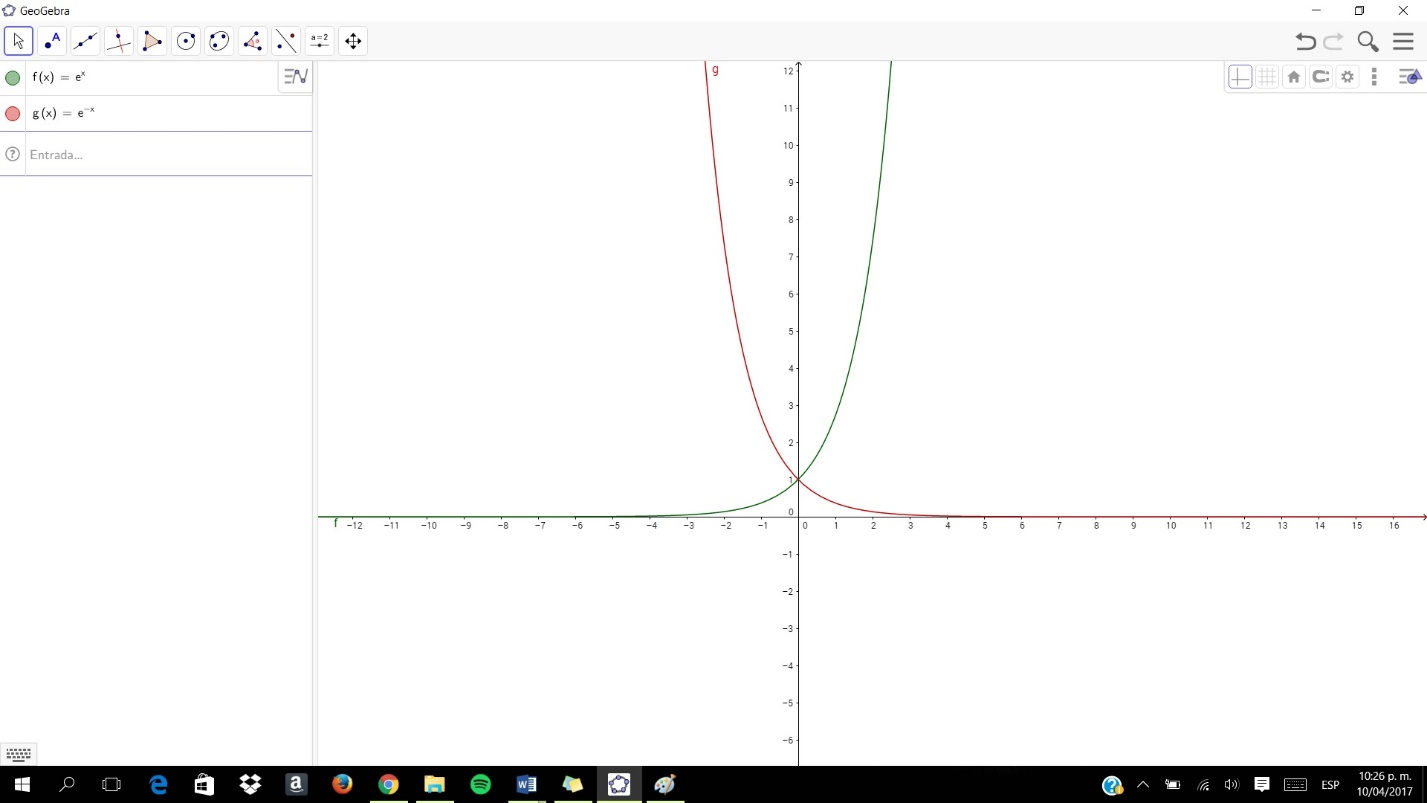 GeoGebra
A
a=2
f(x) = eˣ
g(x) = e⁻ˣ
Entrada...
g
f
12
11
10
9
8
7
6
5
4
3
2
1
0
−12 −11 −10 −9 −8 −7 −6 −5 −4 −3 −2 −1 0 1 2 3 4 5 6 7 8 9 10 11 12 13 14 15 16
−1
−2
−3
−4
−5
−6
ESP
10:26 p. m.
10/04/2017